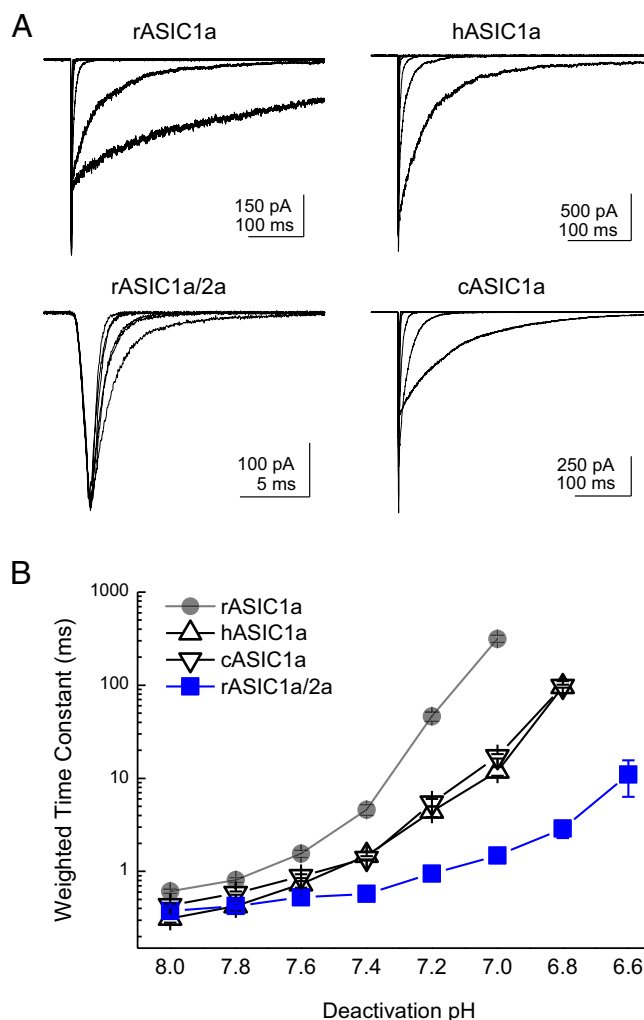 A
rASIC1a
hASIC1a
150 pA
100 ms
500 pA
100 ms
rASIC1a/2a
cASIC1a
100 pA
5 ms
250 pA
100 ms
B
Weighted Time Constant (ms)
1000
100
10
1
rASIC1a
hASIC1a
cASIC1a
rASIC1a/2a
8.0 7.8 7.6 7.4 7.2 7.0 6.8 6.6
Deactivation pH